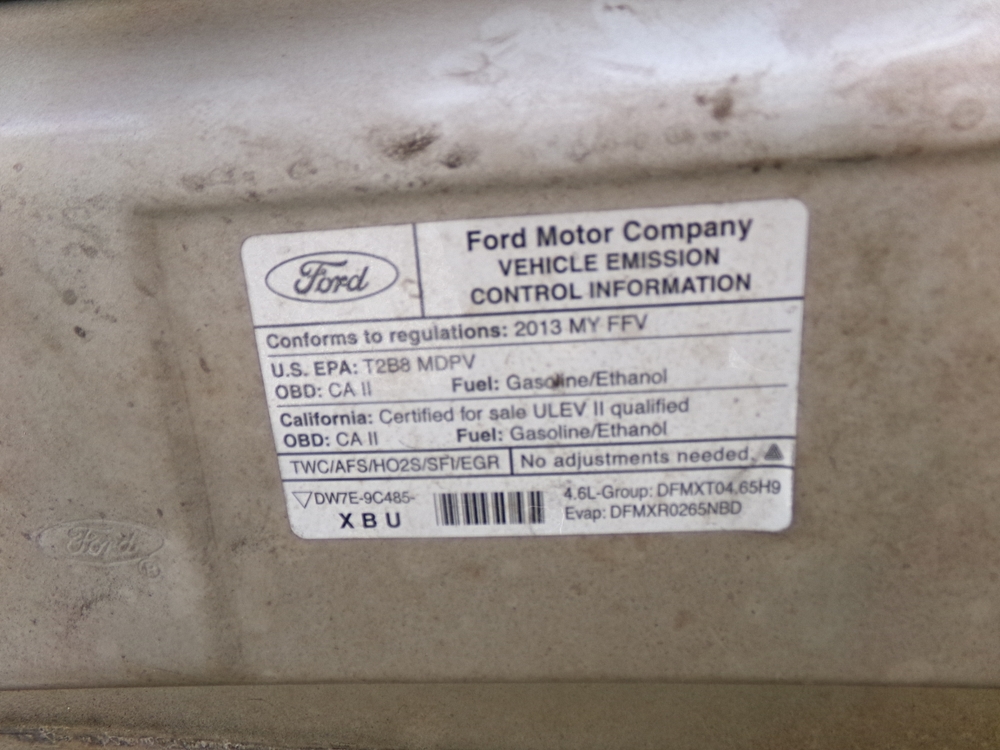 Ford
Ford Motor Company
VEHICLE EMISSION
CONTROL INFORMATION
Conforms to regulations: 2013 MY FFV
U.S. EPA: T2B8 MDPV
OBD: CA II Fuel: Gasoline/Ethanol
California: Certified for sale ULEV II qualified
OBD: CA II Fuel: Gasoline/Ethanol
TWC/AFS/HO2S/SFI/EGR No adjustments needed.
DW7E-9C485-
XBU
4.6L-Group: DFMXT04.65H9
Evap: DFMXR0265NBD
Ford